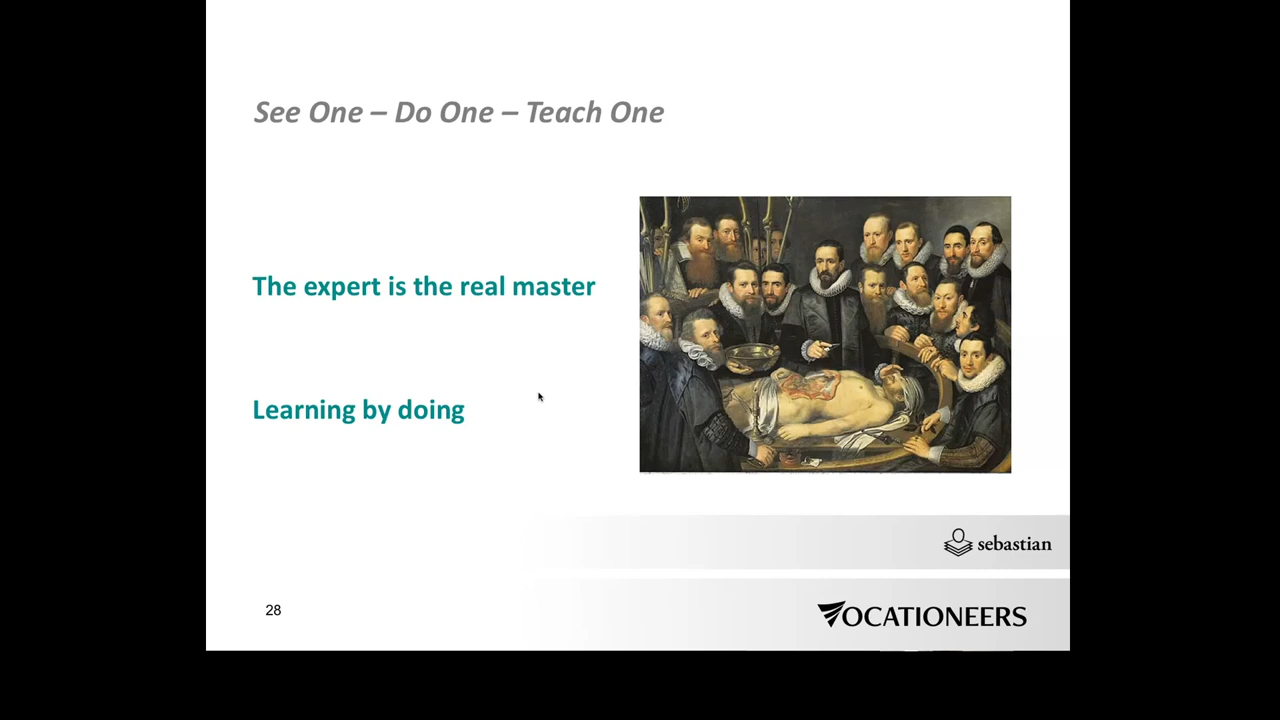 See One – Do One – Teach One
The expert is the real master
Learning by doing
sebastian
28
VOCATIONEERS